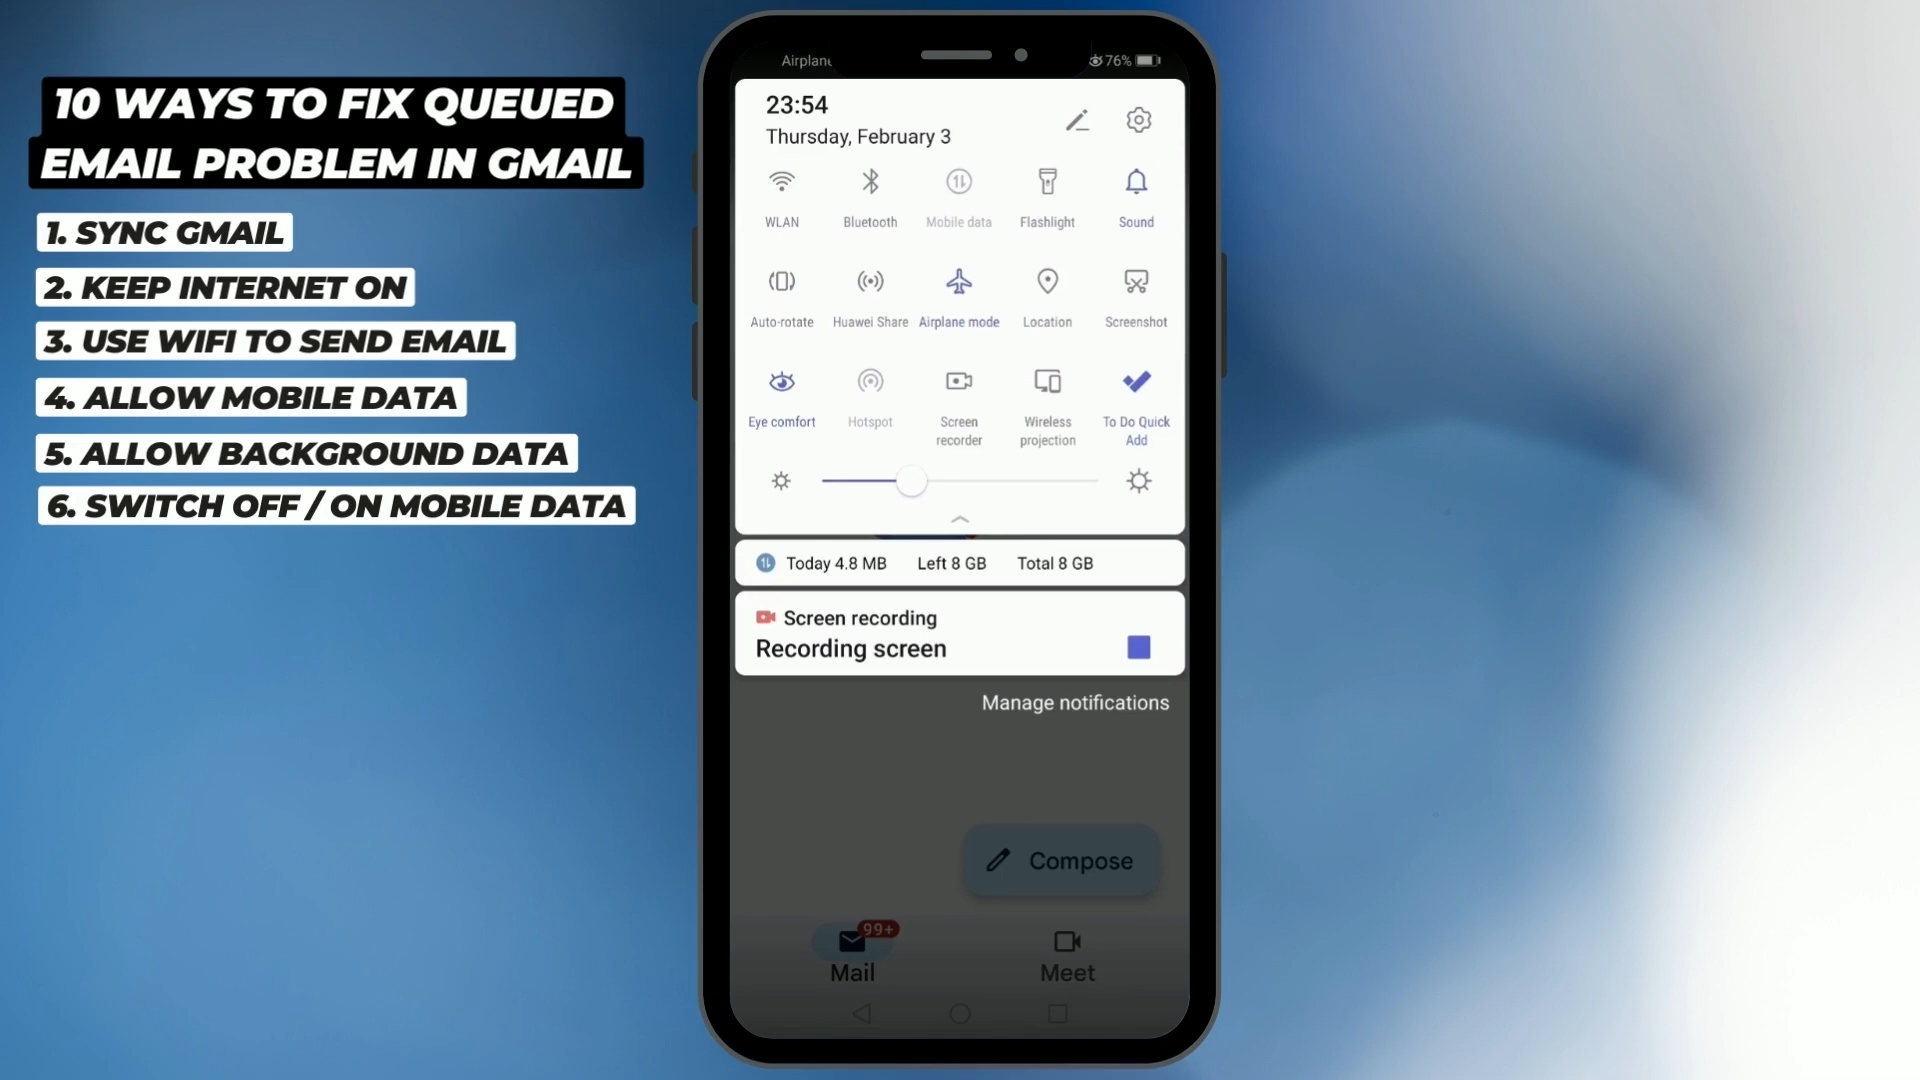 10 WAYS TO FIX QUEUED
EMAIL PROBLEM IN GMAIL
1. SYNC GMAIL
2. KEEP INTERNET ON
3. USE WIFI TO SEND EMAIL
4. ALLOW MOBILE DATA
5. ALLOW BACKGROUND DATA
6. SWITCH OFF / ON MOBILE DATA
76%
23:54
Thursday, February 3
WLAN Bluetooth Mobile data Flashlight Sound
Auto-rotate Huawei Share Airplane mode Location Screenshot
Eye comfort Hotspot Screen recorder Wireless projection To Do Quick Add
Today 4.8 MB Left 8 GB Total 8 GB
Screen recording
Recording screen
Manage notifications
Compose
99+
Mail Meet